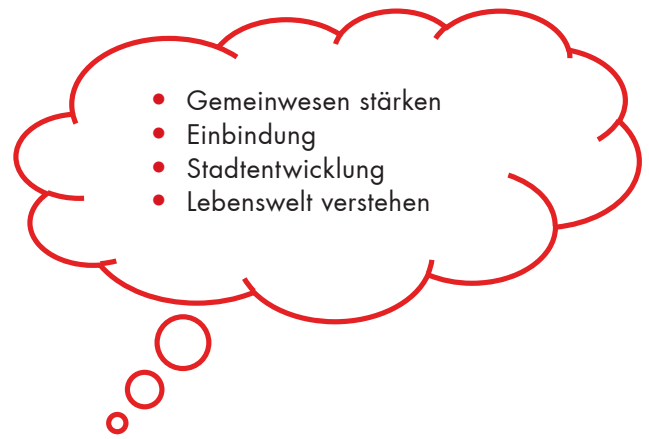 • Gemeinwesen stärken
• Einbindung
• Stadtentwicklung
• Lebenswelt verstehen